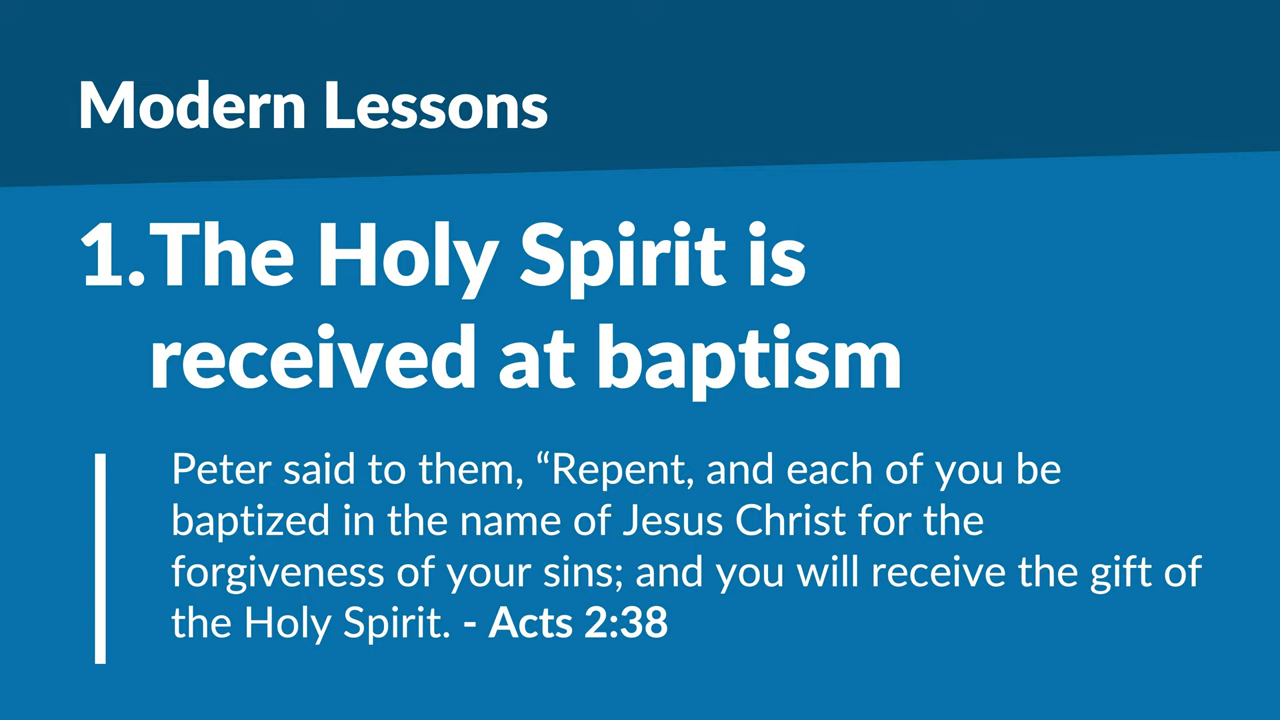 Modern Lessons
1.The Holy Spirit is
received at baptism
Peter said to them, “Repent, and each of you be
baptized in the name of Jesus Christ for the
forgiveness of your sins; and you will receive the gift of
the Holy Spirit. - Acts 2:38